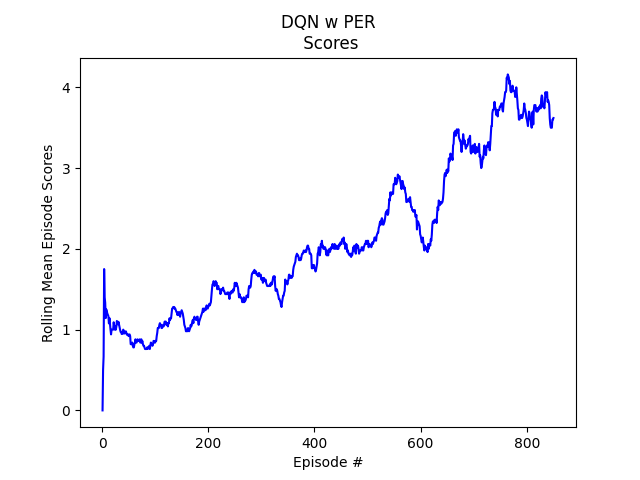 DQN w PER
Scores
Rolling Mean Episode Scores
4
3
2
1
0
0 200 400 600 800
Episode #